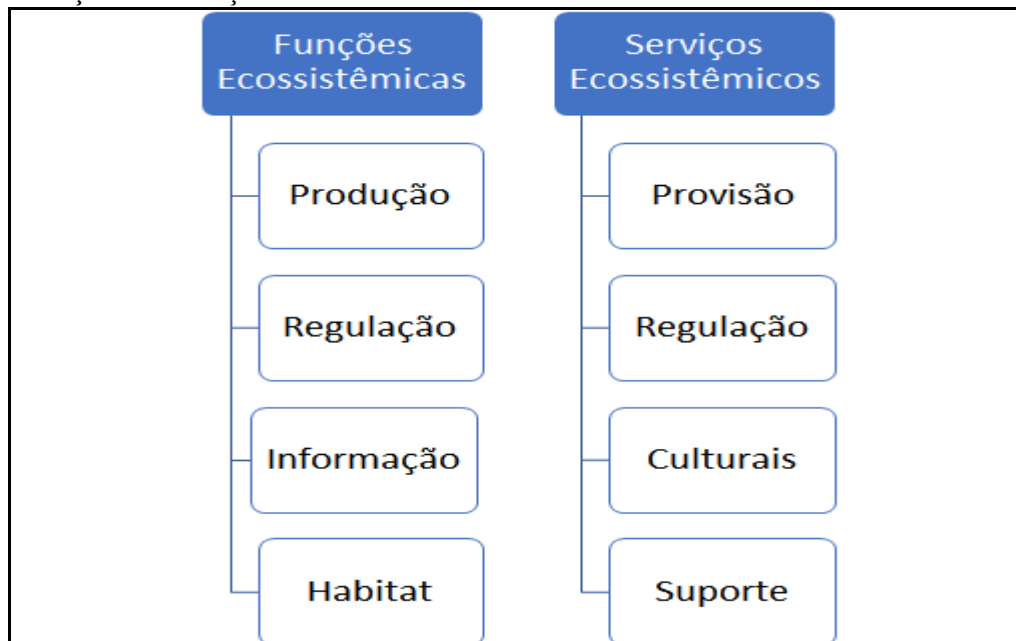 Funções
Ecossistêmicas
Produção
Regulação
Informação
Habitat
Serviços
Ecossistêmicos
Provisão
Regulação
Culturais
Suporte